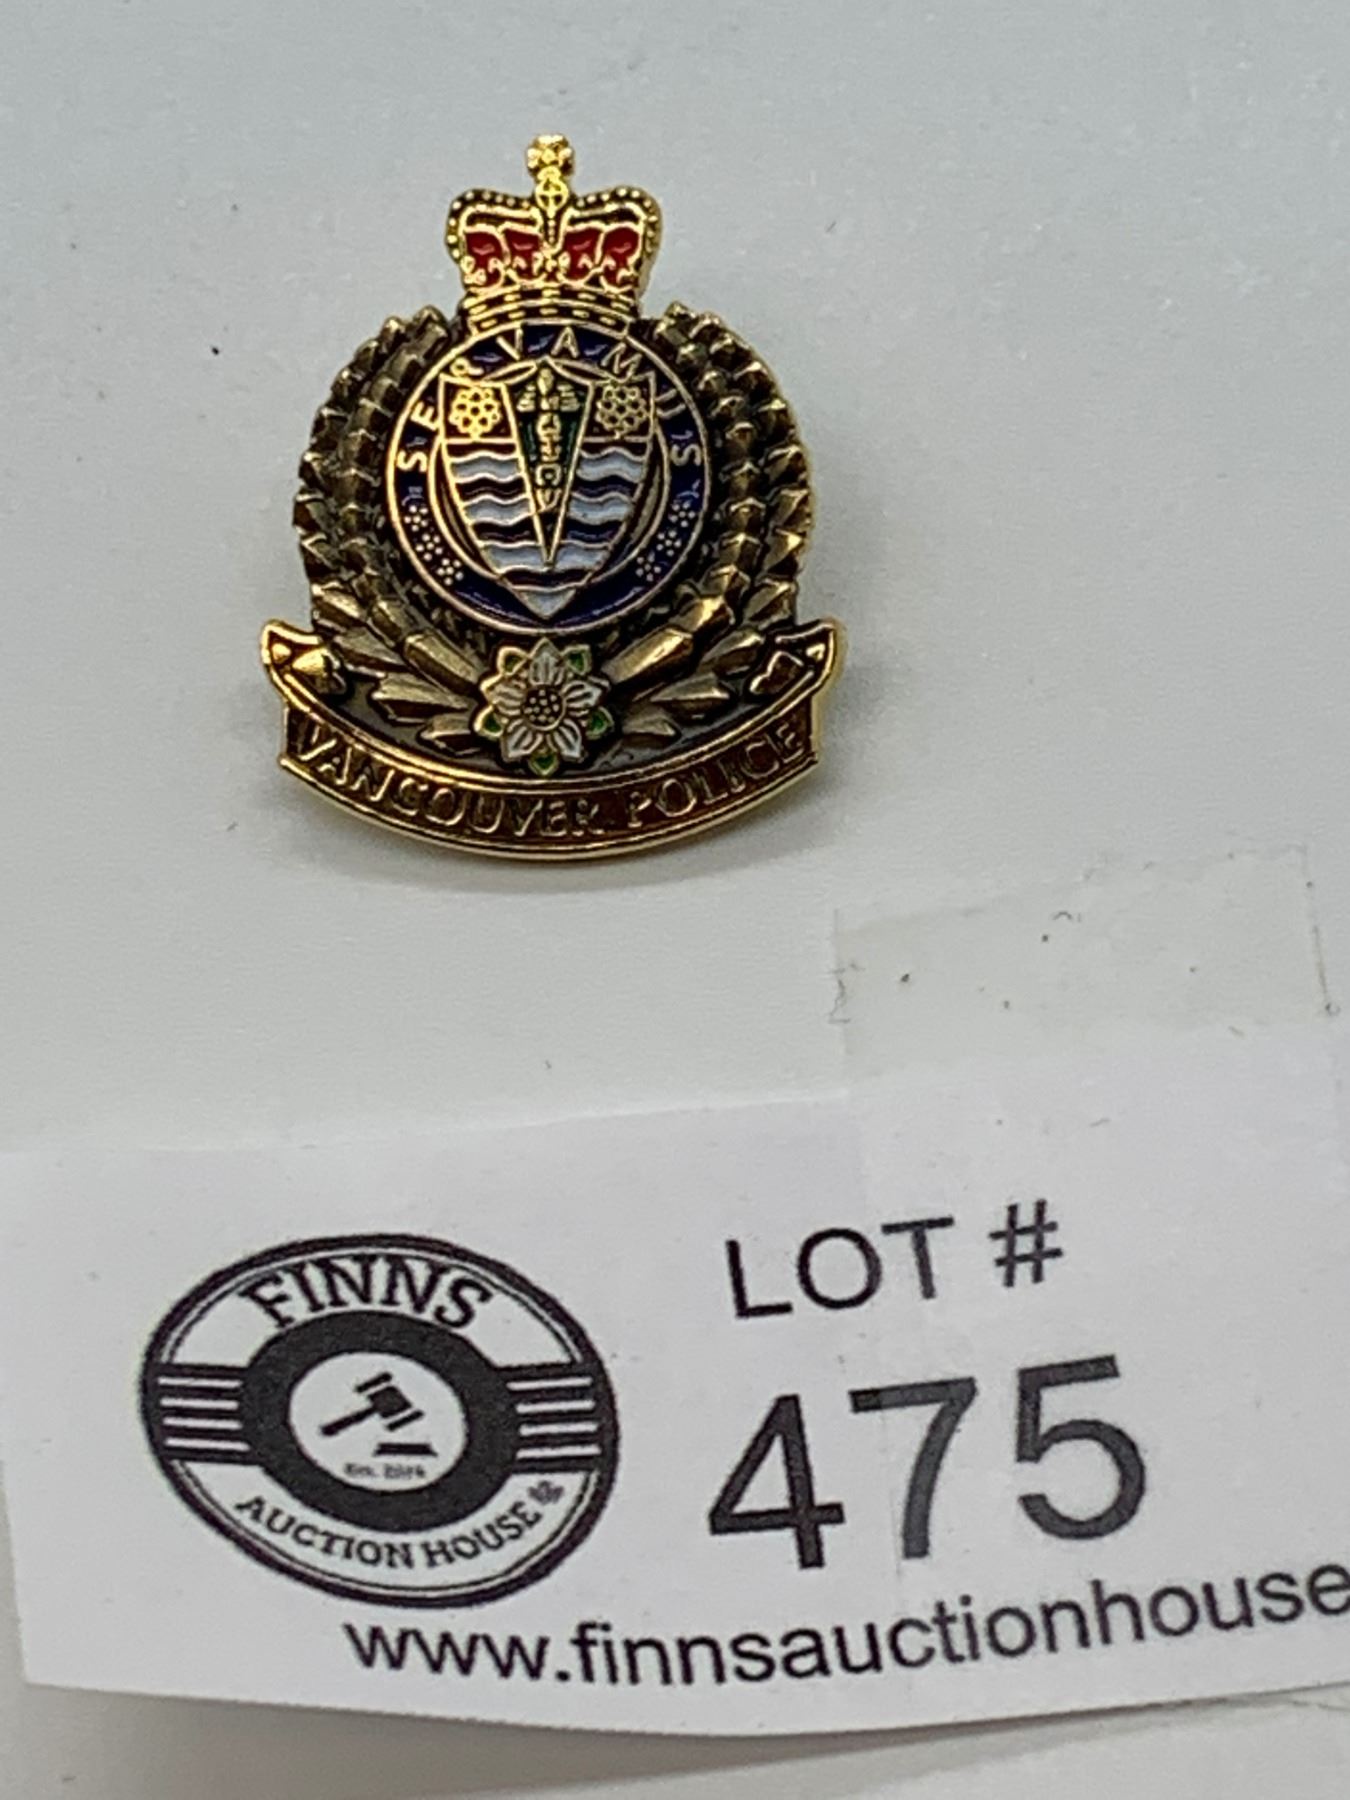 SERVAMUS
VANCOUVER POLICE
FINNS
AUCTION HOUSE
LOT #
475
www.finnsauctionhouse